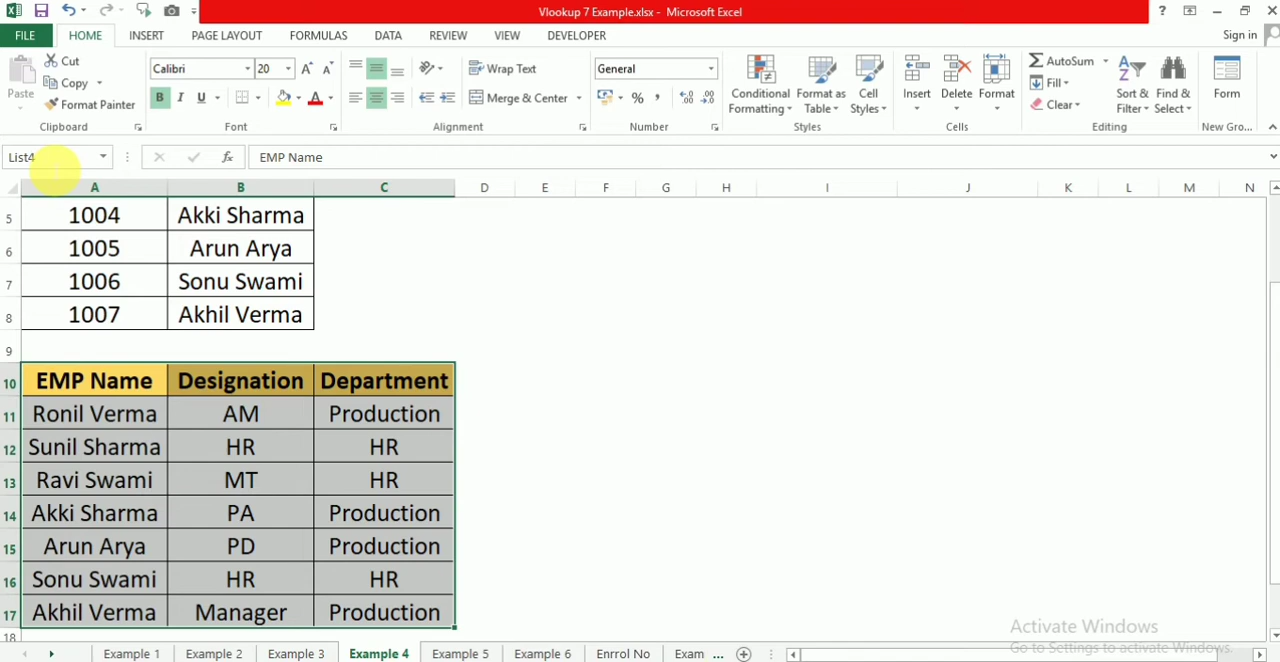 Vlookup 7 Example.xlsx - Microsoft Excel
FILE HOME INSERT PAGE LAYOUT FORMULAS DATA REVIEW VIEW DEVELOPER Sign in
Paste
Cut
Copy
Format Painter
Clipboard
Calibri 20
B I U
Font
Wrap Text
Merge & Center
Alignment
General
%
Number
Conditional Formatting
Format as Table
Cell Styles
Styles
Insert Delete Format
Cells
AutoSum
Fill
Clear
Sort & Filter
Find & Select
Editing
Form
New Gro...
List4 fx EMP Name
A B C D E F G H I J K L M N
5 1004 Akki Sharma
6 1005 Arun Arya
7 1006 Sonu Swami
8 1007 Akhil Verma
9
10 EMP Name Designation Department
11 Ronil Verma AM Production
12 Sunil Sharma HR HR
13 Ravi Swami MT HR
14 Akki Sharma PA Production
15 Arun Arya PD Production
16 Sonu Swami HR HR
17 Akhil Verma Manager Production
18
Activate Windows
Go to Settings to activate Windows.
Example 1 Example 2 Example Example 4 Example 5 Example 6 Enrrol No Exam ...